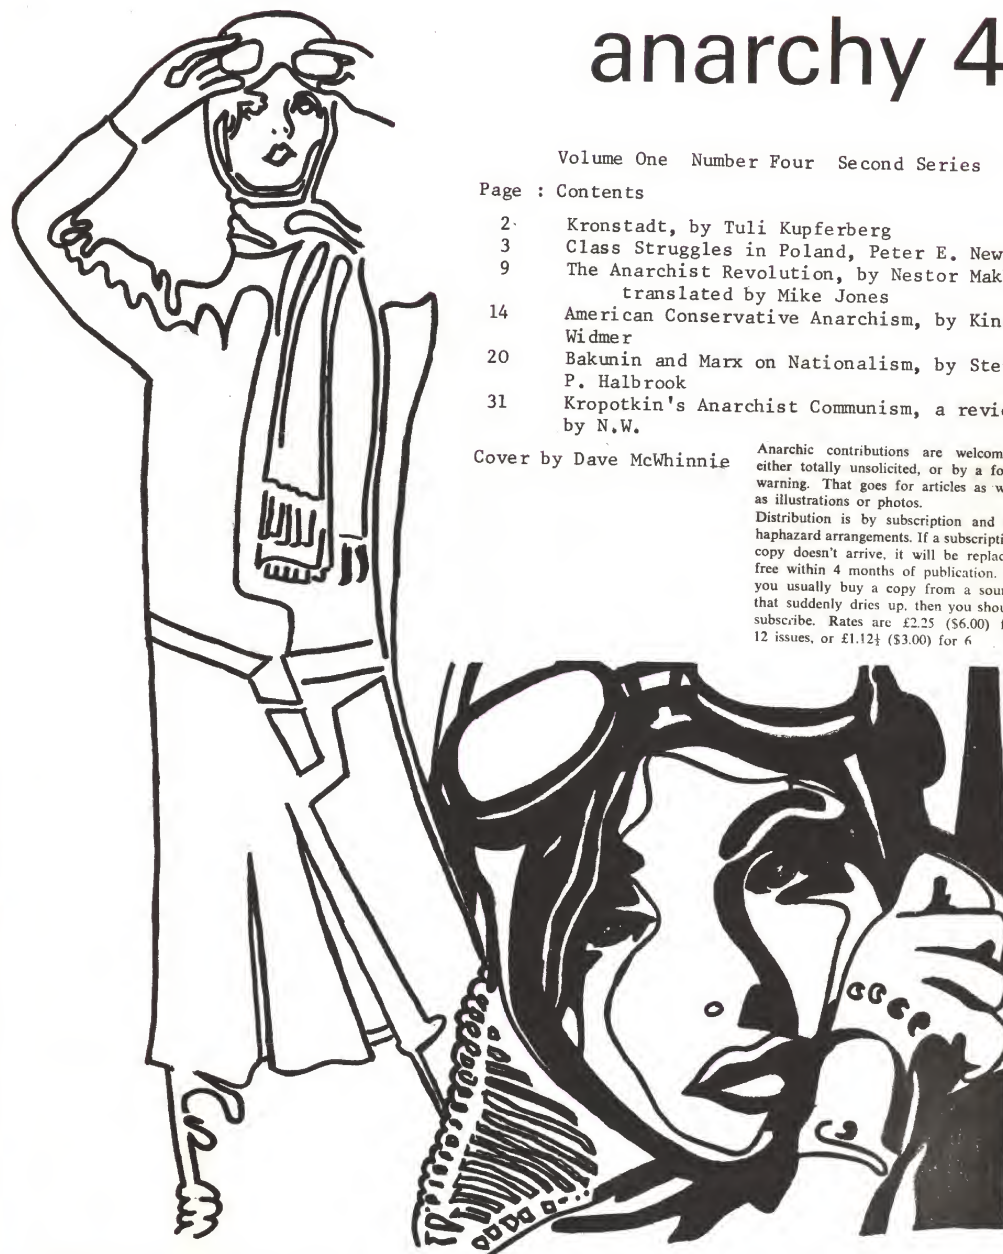 anarchy 4
Volume One Number Four Second Series
Page : Contents
2 Kronstadt, by Tuli Kupferberg
3 Class Struggles in Poland, Peter E. New
9 The Anarchist Revolution, by Nestor Mak
translated by Mike Jones
14 American Conservative Anarchism, by Kin
Widmer
20 Bakunin and Marx on Nationalism, by Ste
P. Halbrook
31 Kropotkin's Anarchist Communism, a revi
by N.W.
Cover by Dave McWhinnie
Anarchic contributions are welcom
either totally unsolicited, or by a fo
warning. That goes for articles as w
as illustrations or photos.
Distribution is by subscription and
haphazard arrangements. If a subscripti
copy doesn't arrive, it will be replac
free within 4 months of publication.
you usually buy a copy from a sour
that suddenly dries up, then you shou
subscribe. Rates are £2.25 ($6.00) f
12 issues, or £1.12½ ($3.00) for 6